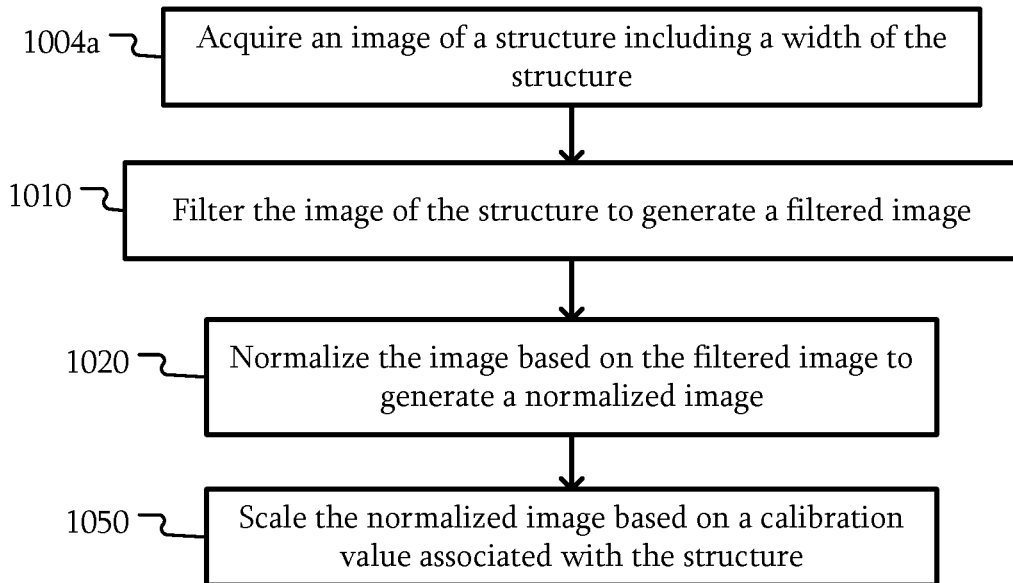 1004a
Acquire an image of a structure including a width of the
structure
1010
Filter the image of the structure to generate a filtered image
1020
Normalize the image based on the filtered image to
generate a normalized image
1050
Scale the normalized image based on a calibration
value associated with the structure